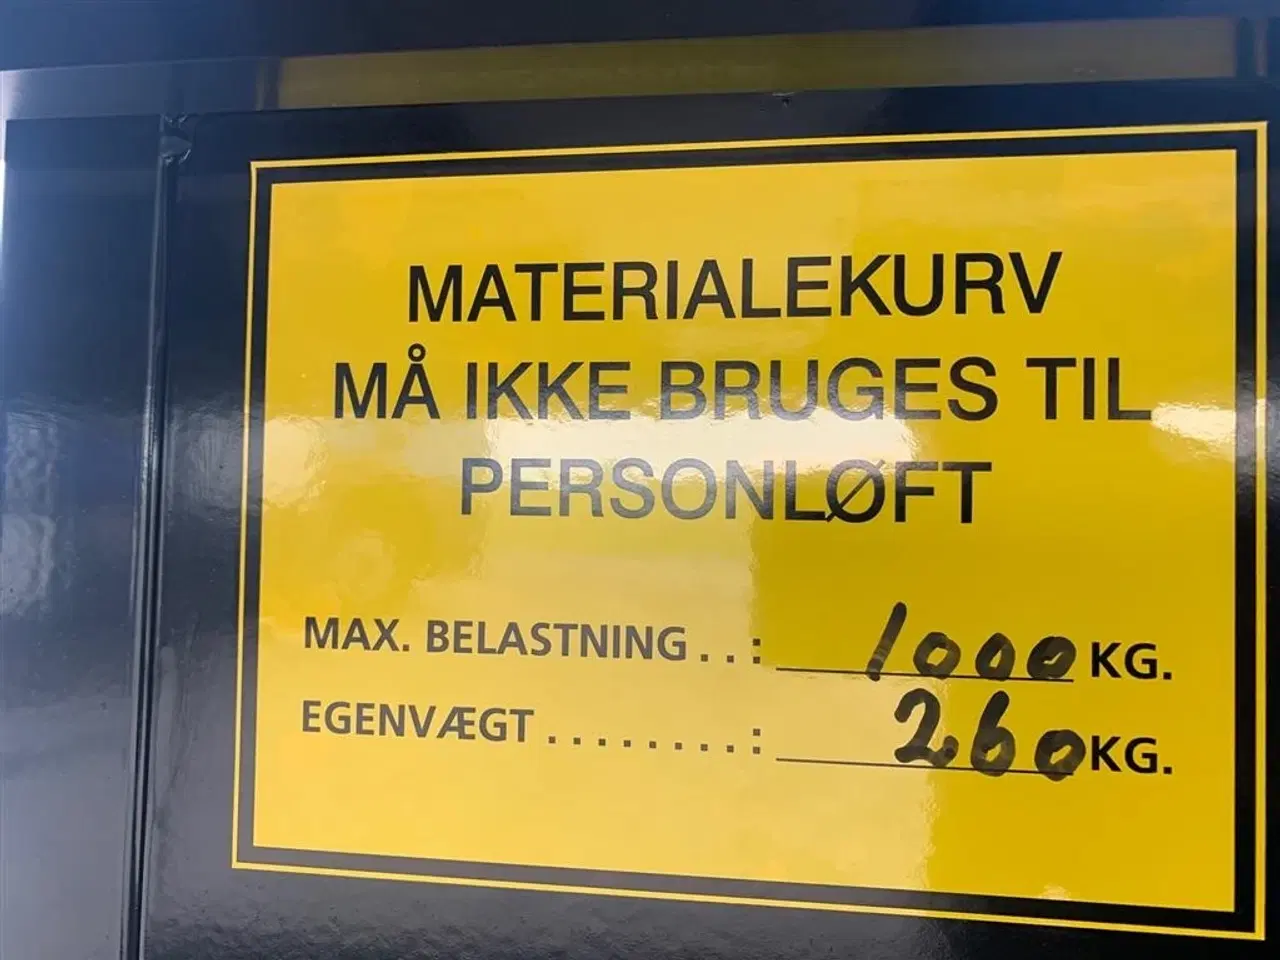 MATERIALEKURV
MÅ IKKE BRUGES TIL
PERSONLØFT
MAX. BELASTNING . . : 1000 KG.
EGENVÆGT . . . . . . . . : 260 KG.